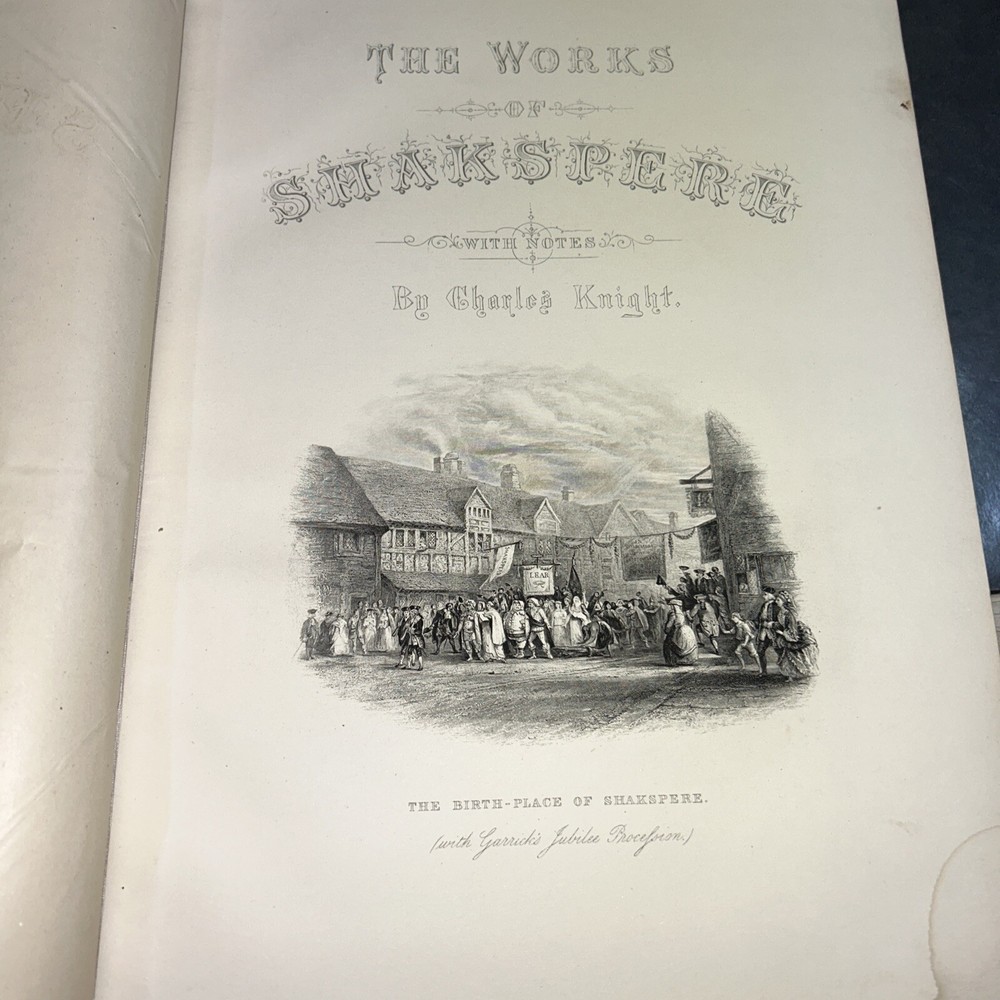 THE WORKS
OF
SHAKSPERE
WITH NOTES
By Charles Knight.
LEAR
THE BIRTH-PLACE OF SHAKSPERE.
(with Garrick's Jubilee Procession.)